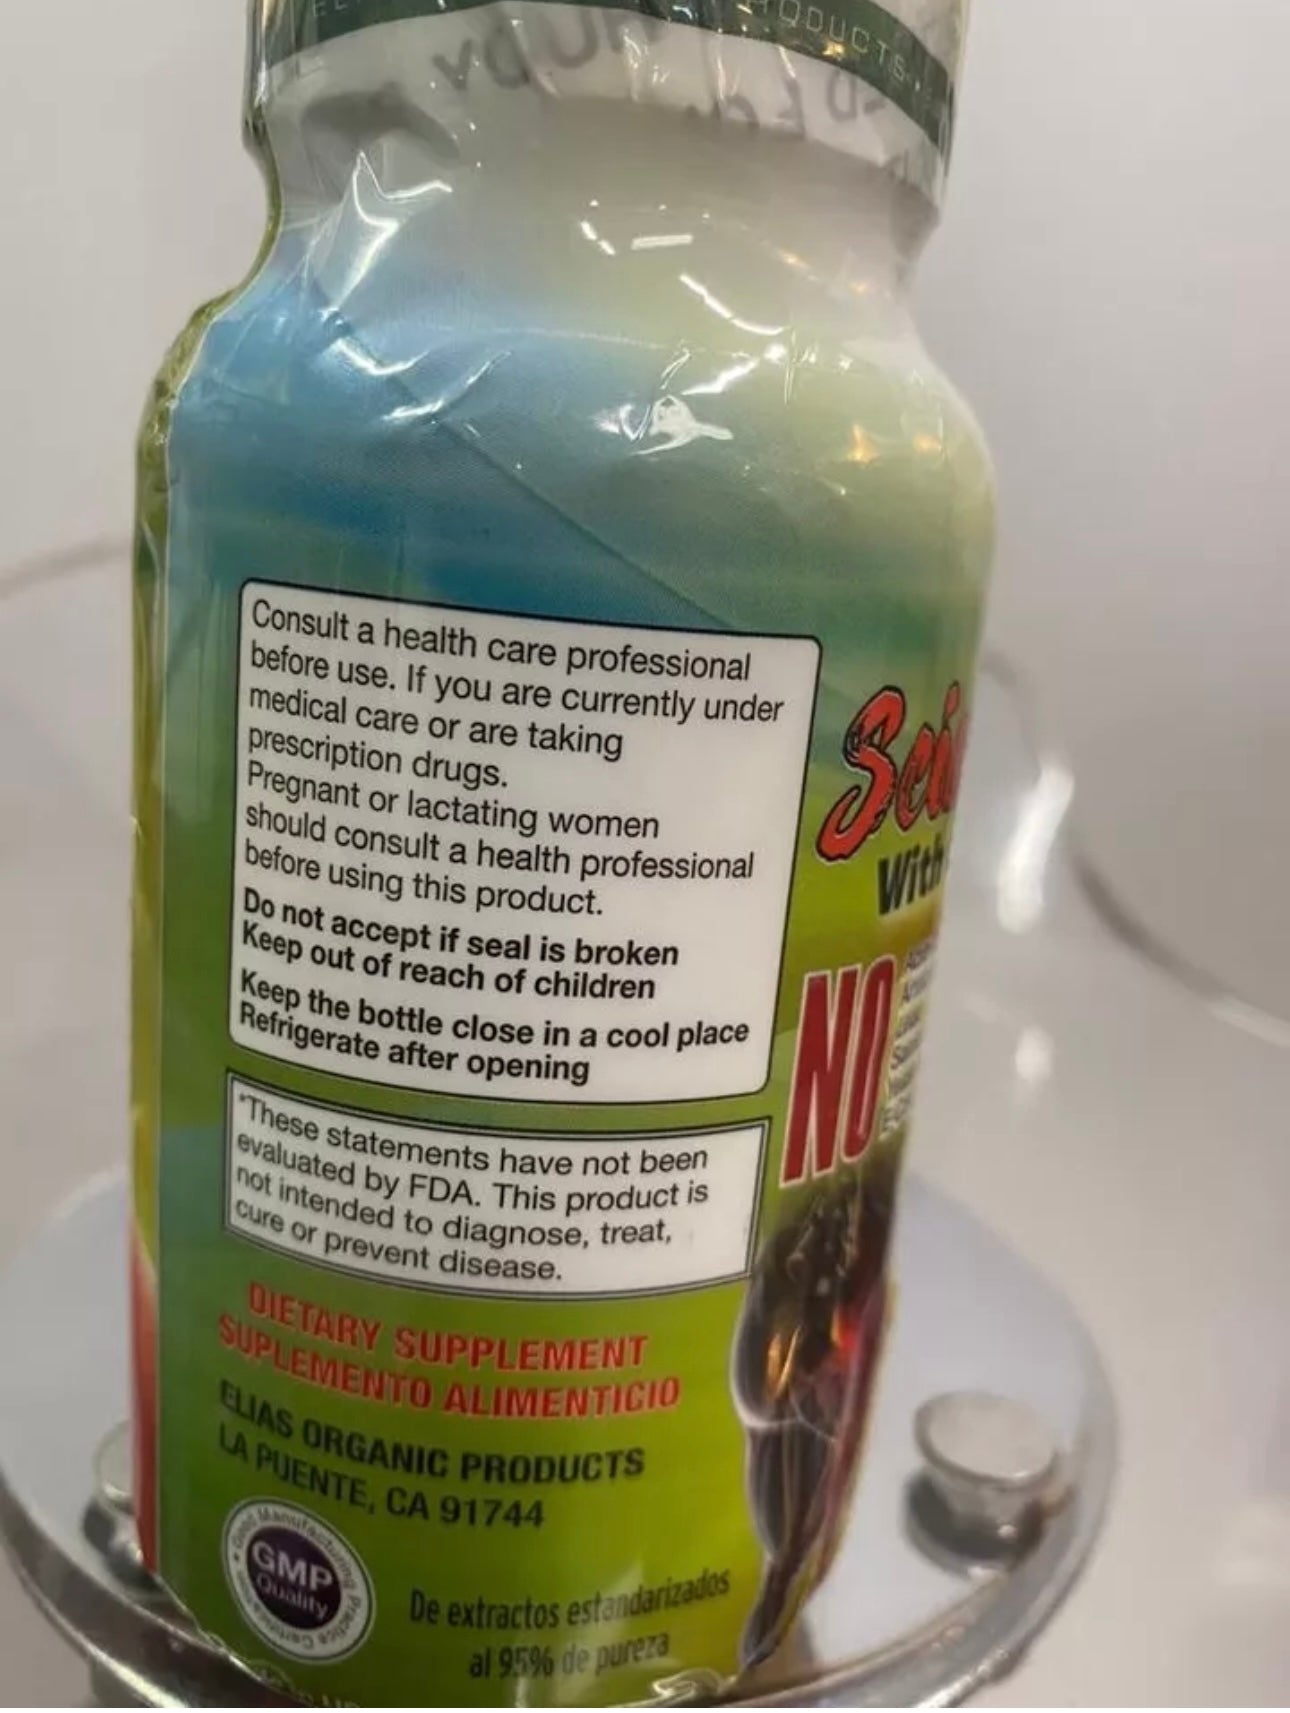 PRODUCTS
Consult a health care professional
before use. If you are currently under
medical care or are taking
prescription drugs.
Pregnant or lactating women
should consult a health professional
before using this product.
Do not accept if seal is broken
Keep out of reach of children
Keep the bottle close in a cool place
Refrigerate after opening
*These statements have not been
evaluated by FDA. This product is
not intended to diagnose, treat,
cure or prevent disease.
DIETARY SUPPLEMENT
SUPLEMENTO ALIMENTICIO
ELIAS ORGANIC PRODUCTS
LA PUENTE, CA 91744
Good Manufacturing Practice
GMP
Quality
De extractos estandarizados
al 95% de pureza
With
NO